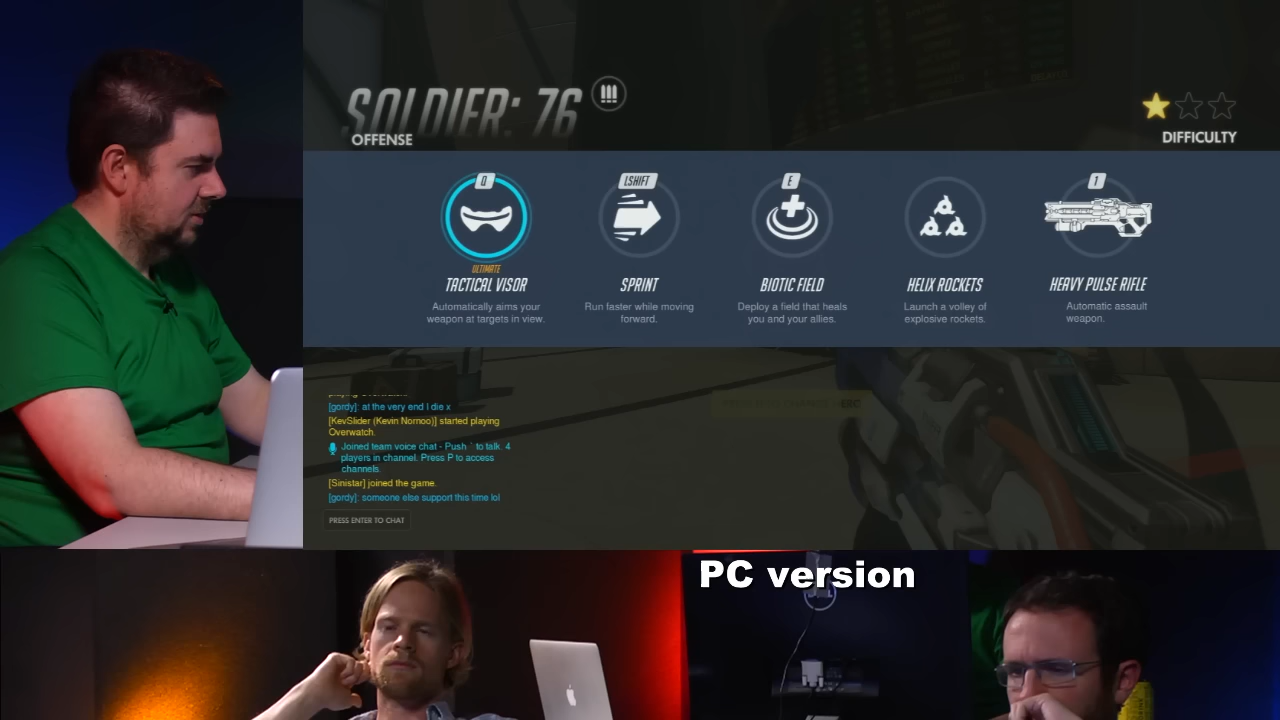 SOLDIER: 76
OFFENSE
DIFFICULTY
Q
LSHIFT
E
1
ULTIMATE
TACTICAL VISOR
Automatically aims your
weapon at targets in view.
SPRINT
Run faster while moving
forward.
BIOTIC FIELD
Deploy a field that heals
you and your allies.
HELIX ROCKETS
Launch a volley of
explosive rockets.
HEAVY PULSE RIFLE
Automatic assault
weapon.
playing Overwatch.
[gordy]: at the very end I die x
[KevSlider (Kevin Nornoo)] started playing
Overwatch.
Joined team voice chat - Push ` to talk. 4
players in channel. Press P to access
channels.
[Sinistar] joined the game.
[gordy]: someone else support this time lol
PRESS ENTER TO CHAT
PC version